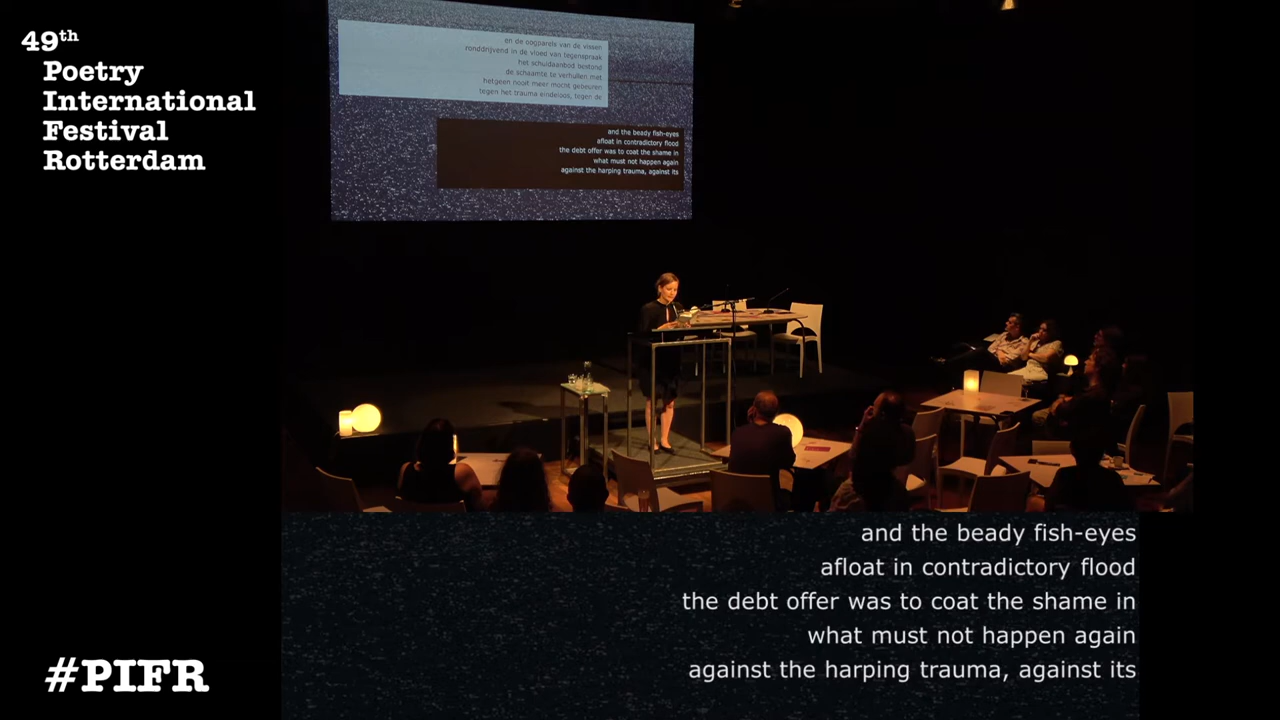 49th
Poetry
International
Festival
Rotterdam
en de oogparels van de vissen
ronddrijvend in de vloed van tegenspraak
het schuldaanbod bestond
de schaamte te verhullen met
hetgeen nooit meer mocht gebeuren
tegen het trauma eindeloos, tegen de
and the beady fish-eyes
afloat in contradictory flood
the debt offer was to coat the shame in
what must not happen again
against the harping trauma, against its
and the beady fish-eyes
afloat in contradictory flood
the debt offer was to coat the shame in
what must not happen again
against the harping trauma, against its
#PIFR